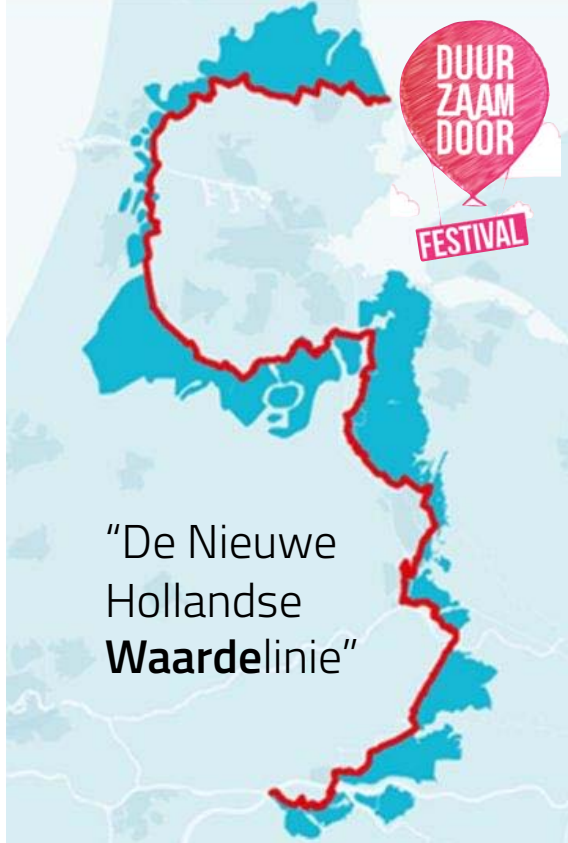 DUUR
ZAAM
DOOR
FESTIVAL
“De Nieuwe
Hollandse
Waardelinie”